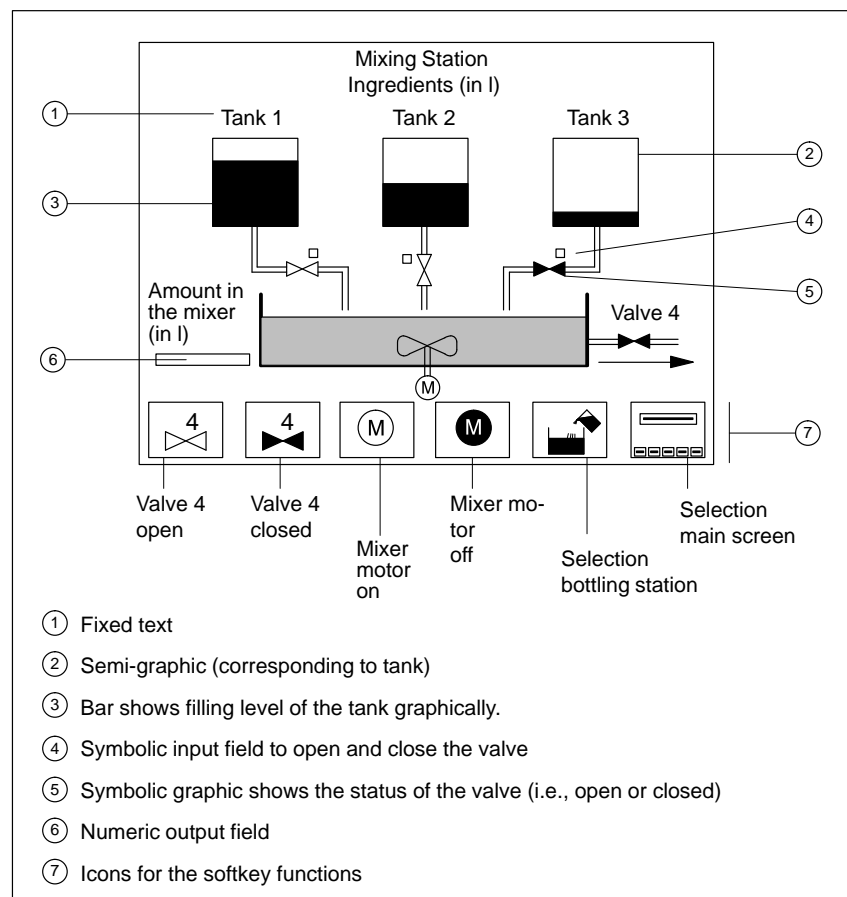 Mixing Station
Ingredients (in l)
1 Tank 1 Tank 2 Tank 3
2
3
4
5
Amount in
the mixer
(in l)
Valve 4
6
M
4 4 M M
7
Valve 4
open
Valve 4
closed
Mixer
motor
on
Mixer mo-
tor
off
Selection
bottling station
Selection
main screen
1 Fixed text
2 Semi-graphic (corresponding to tank)
3 Bar shows filling level of the tank graphically.
4 Symbolic input field to open and close the valve
5 Symbolic graphic shows the status of the valve (i.e., open or closed)
6 Numeric output field
7 Icons for the softkey functions